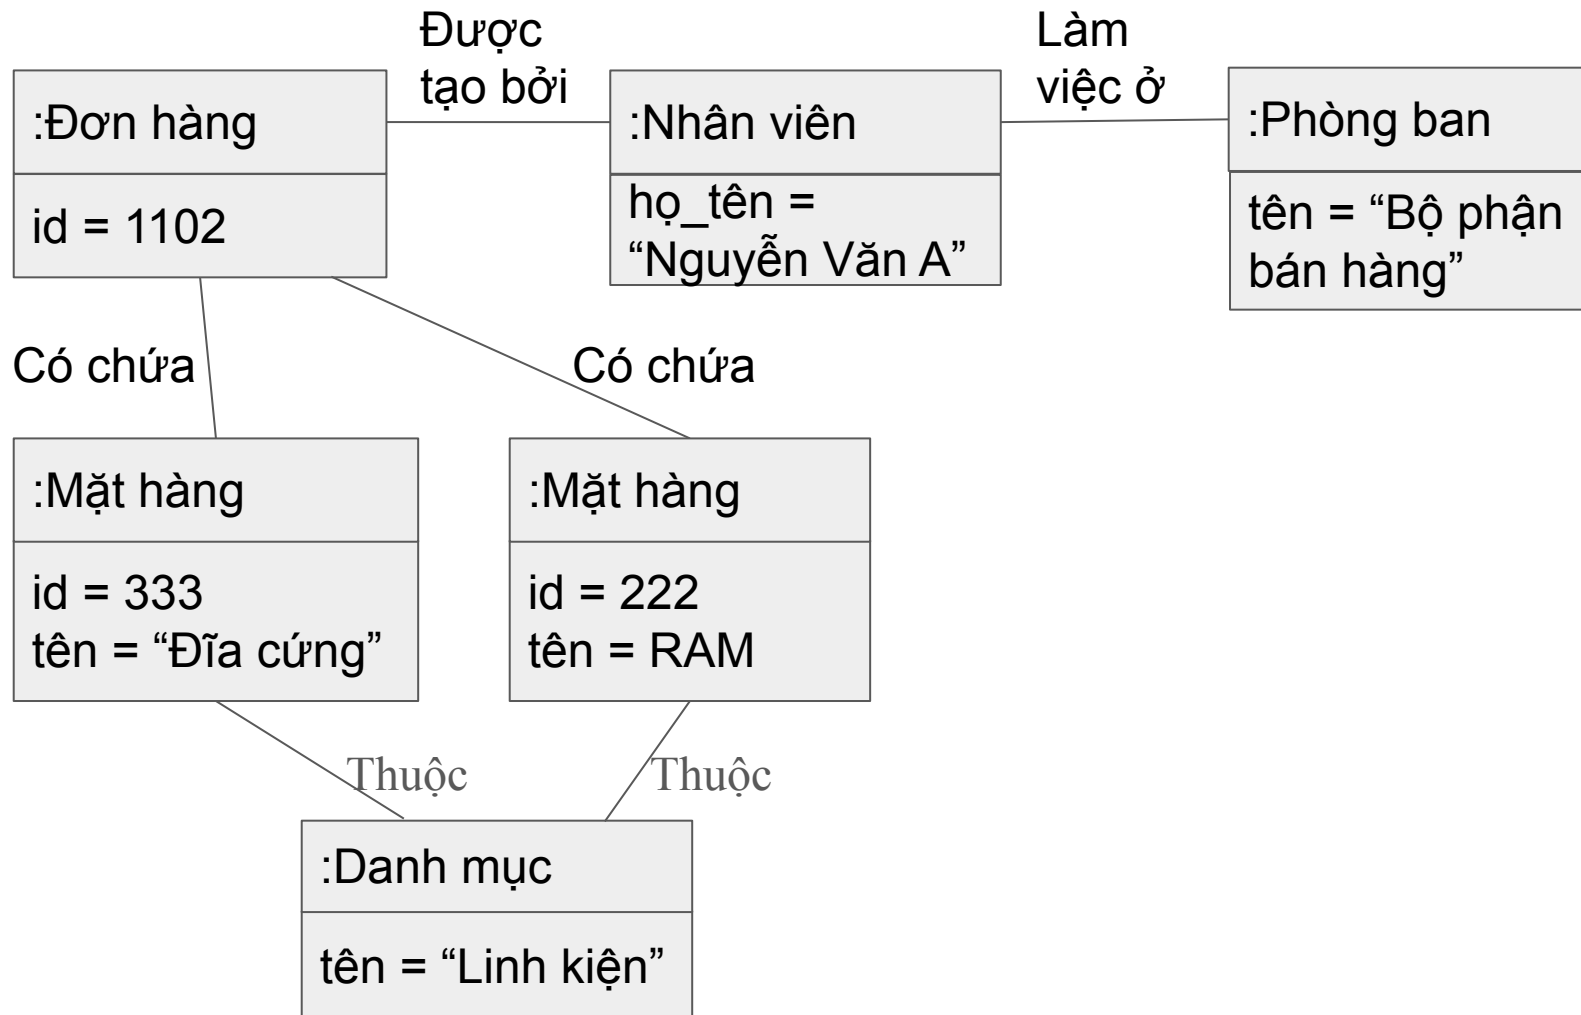 Được
tạo bởi
Làm
việc ở
:Đơn hàng
id = 1102
:Nhân viên
họ_tên =
“Nguyễn Văn A”
:Phòng ban
tên = “Bộ phận
bán hàng”
Có chứa
Có chứa
:Mặt hàng
id = 333
tên = “Đĩa cứng”
:Mặt hàng
id = 222
tên = RAM
Thuộc
Thuộc
:Danh mục
tên = “Linh kiện”